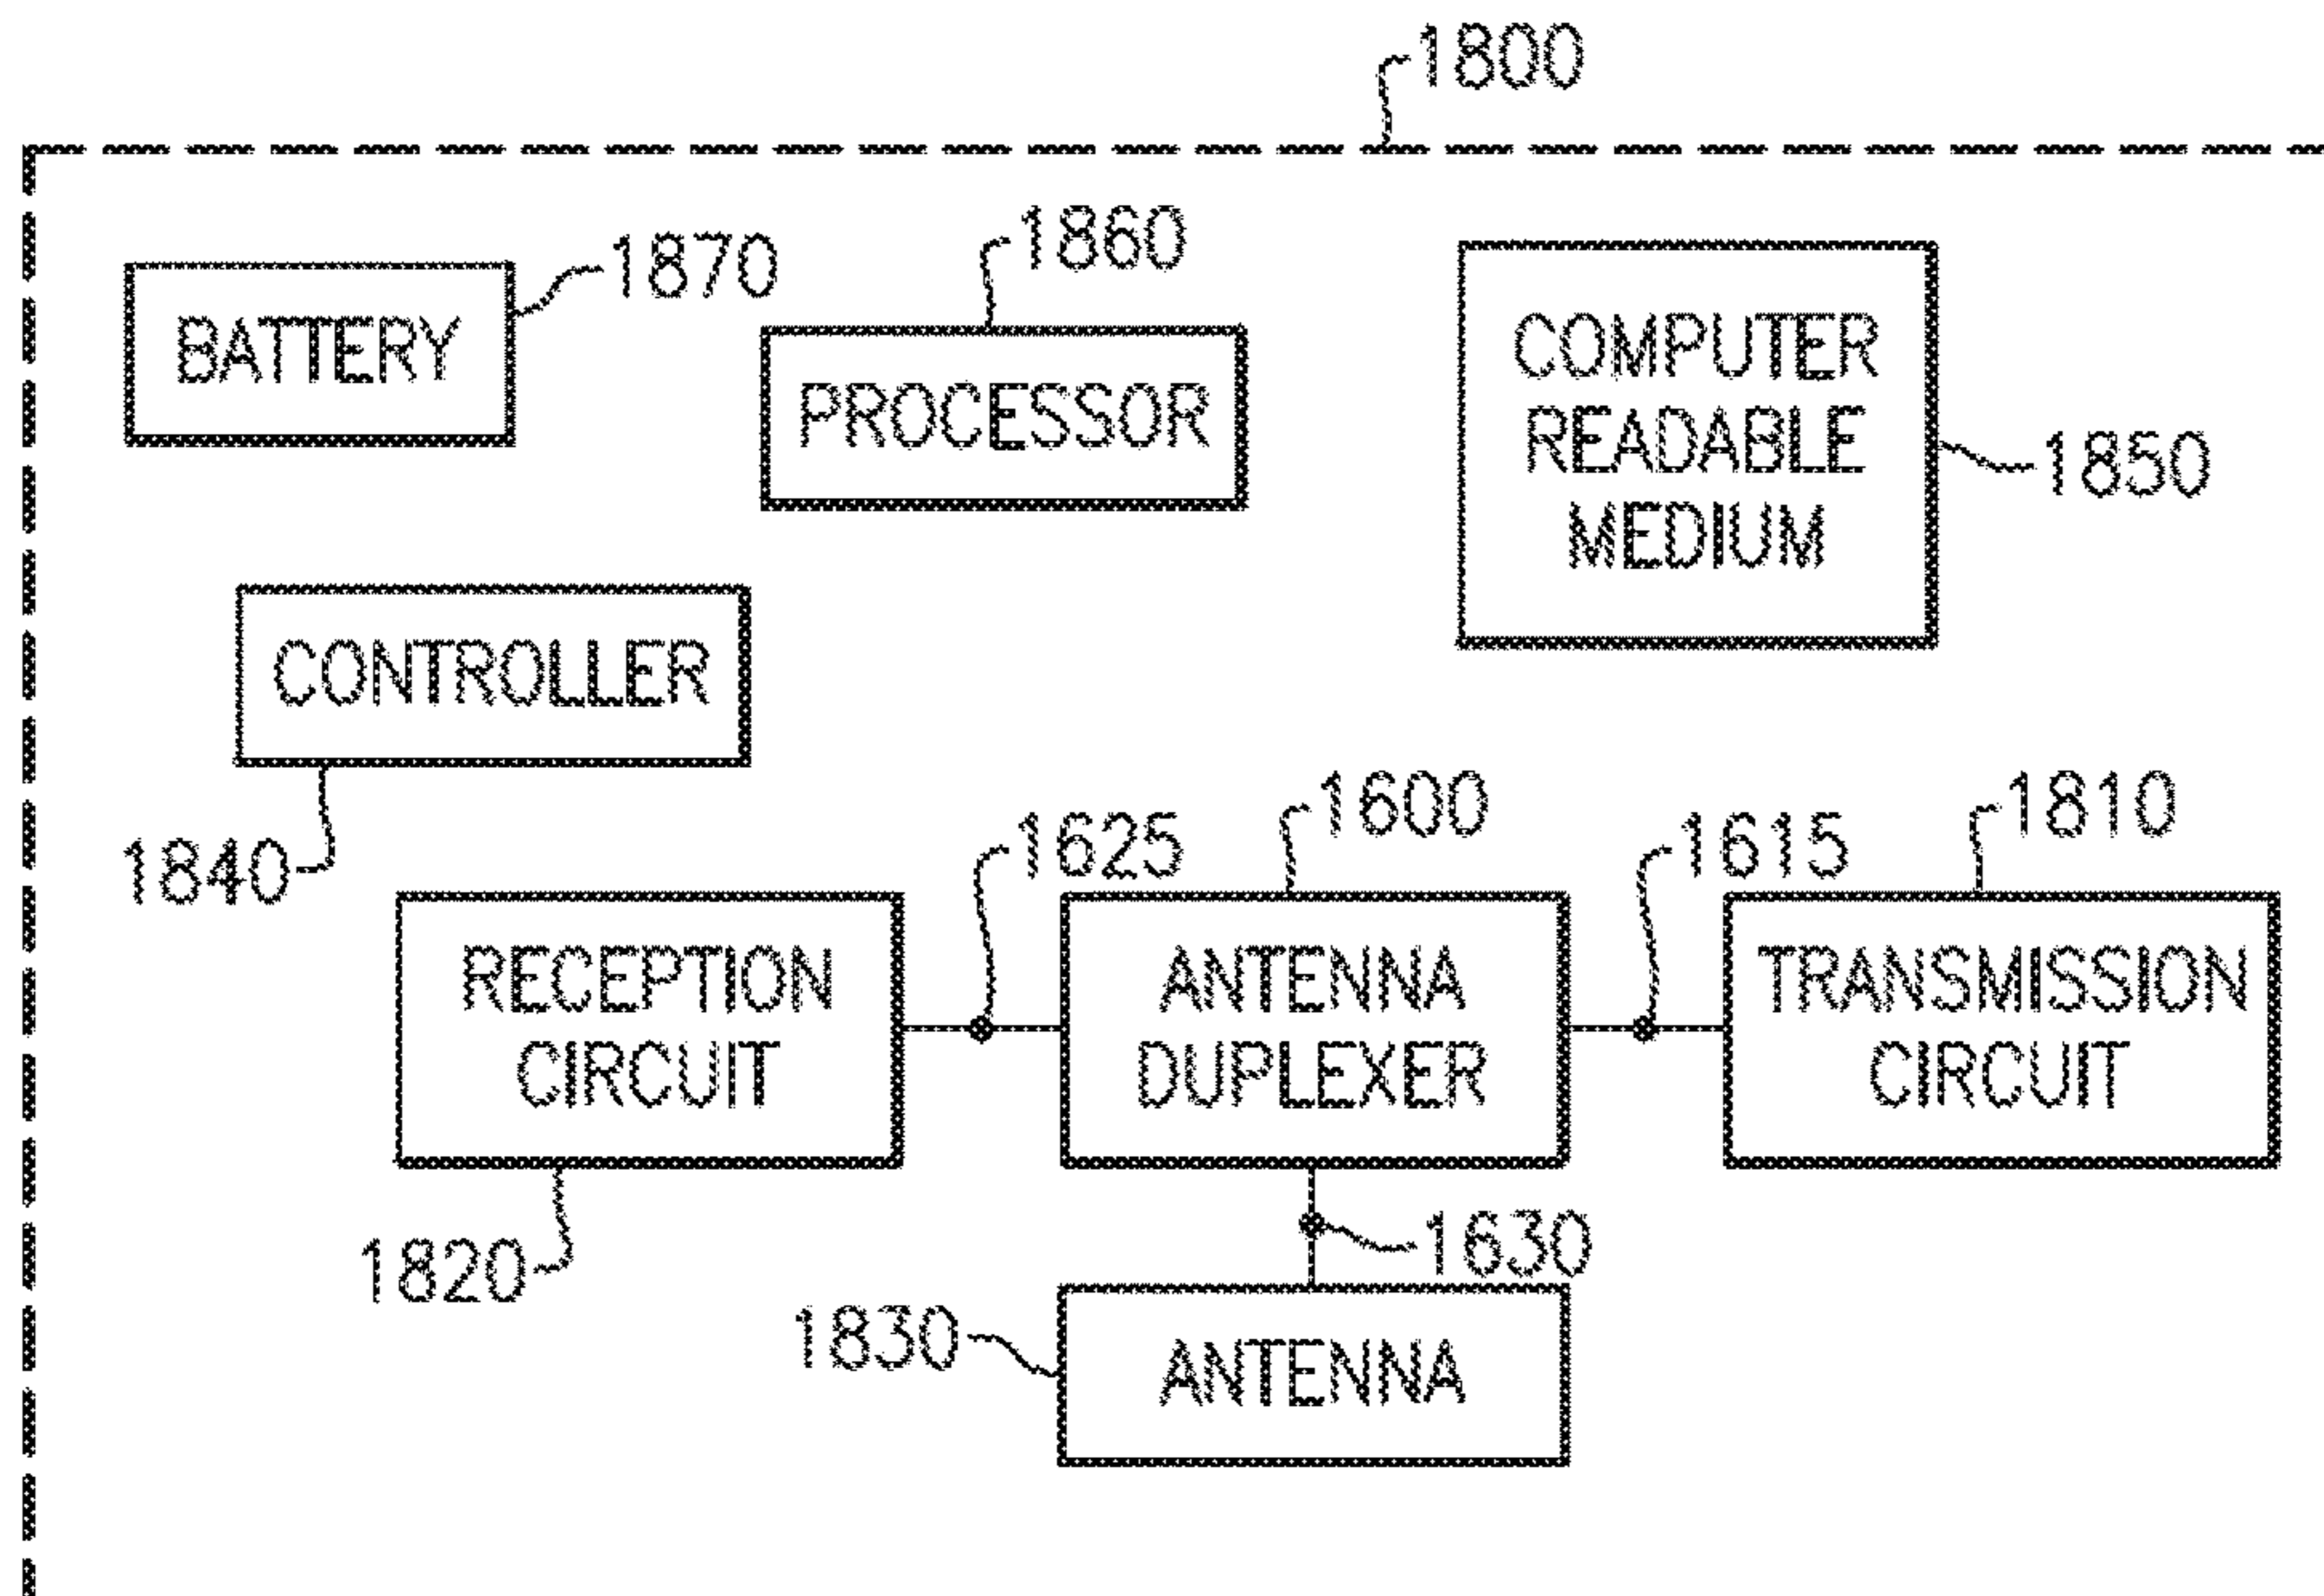 1800
BATTERY
1870
1860
PROCESSOR
COMPUTER
READABLE
MEDIUM
1850
CONTROLLER
1840
1625
1600
1615
1810
RECEPTION
CIRCUIT
ANTENNA
DUPLEXER
TRANSMISSION
CIRCUIT
1820
1630
1830
ANTENNA